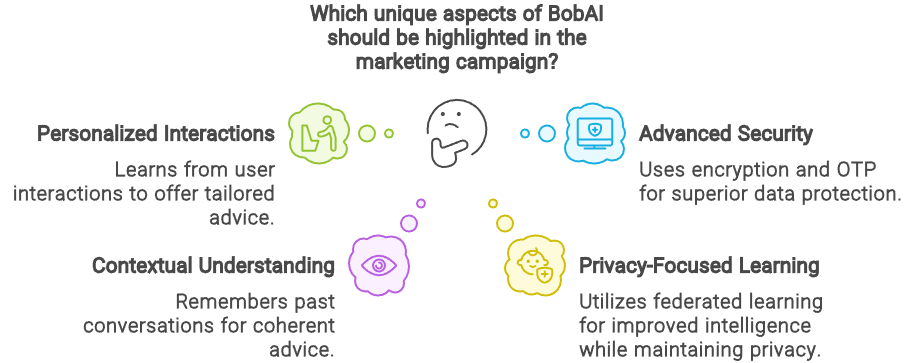 Which unique aspects of BobAI
should be highlighted in the
marketing campaign?
Personalized Interactions
Learns from user
interactions to offer tailored
advice.
Advanced Security
Uses encryption and OTP
for superior data protection.
Contextual Understanding
Remembers past
conversations for coherent
advice.
Privacy-Focused Learning
Utilizes federated learning
for improved intelligence
while maintaining privacy.